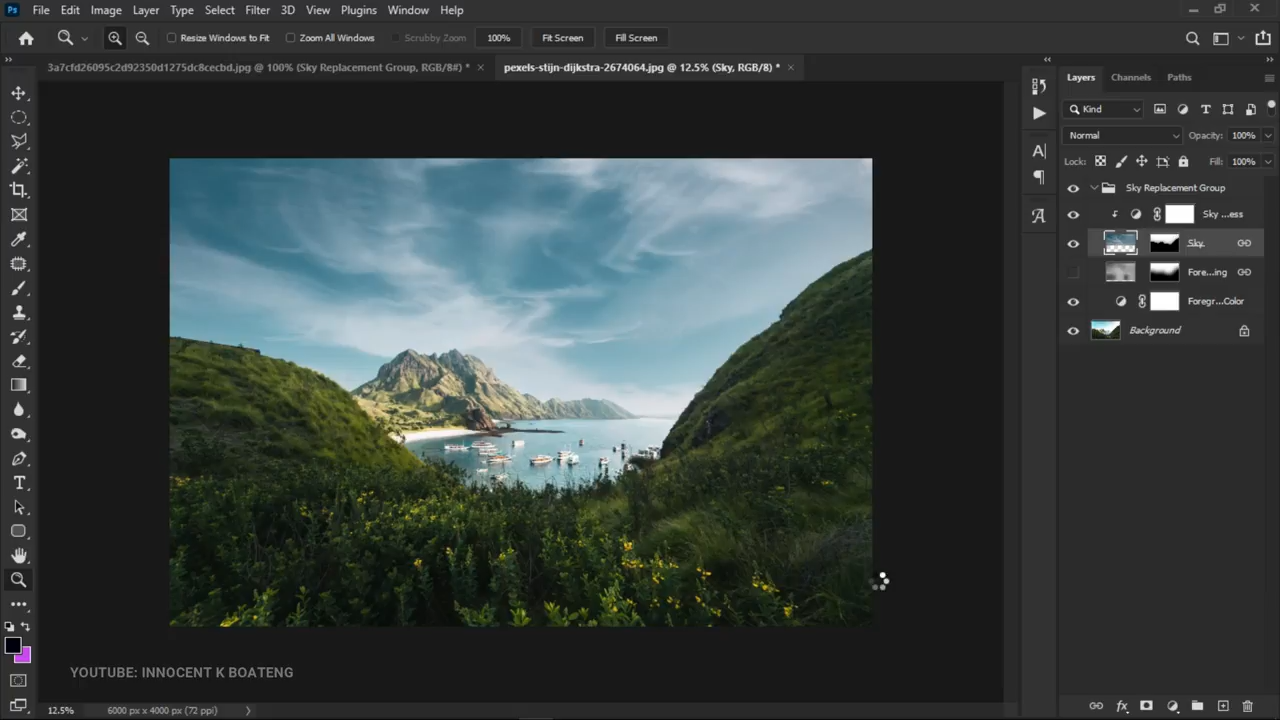 Ps File Edit Image Layer Type Select Filter 3D View Plugins Window Help
Resize Windows to Fit Zoom All Windows Scrubby Zoom 100% Fit Screen Fill Screen
3a7cfd26095c2d92350d1275dc8cecbd.jpg @ 100% (Sky Replacement Group, RGB/8#) * pexels-stijn-dijkstra-2674064.jpg @ 12.5% (Sky, RGB/8) *
Layers Channels Paths
Kind
Normal Opacity: 100%
Lock: Fill: 100%
Sky Replacement Group
Sky ...ess
Sky
Fore...ing
Foregr...Color
Background
YOUTUBE: INNOCENT K BOATENG
12.5% 6000 px x 4000 px (72 ppi)